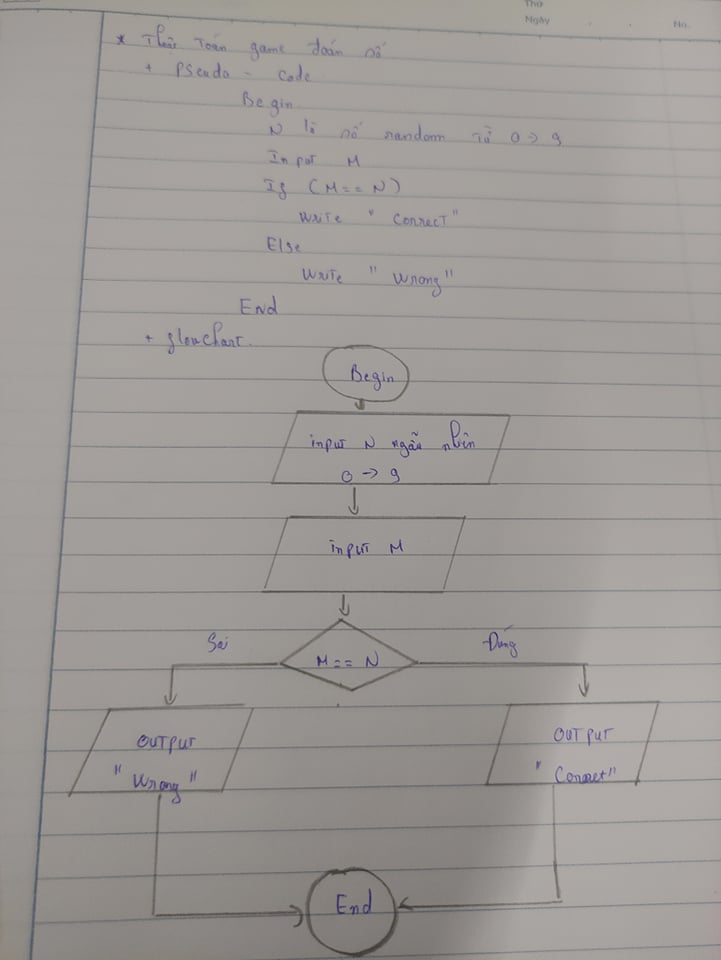 Thứ
Ngày . . No.
* Thuật Toán game đoán số
+ Pseudo - Code
Begin
N là số random từ 0 → 9
Input M
If (M == N)
Write "Correct"
Else
Write "Wrong"
End
+ flowchart.
Begin
input N ngẫu nhiên
0 → 9
input M
Sai
Đúng
M == N
OUTPUT
"Wrong"
OUTPUT
"Correct"
End